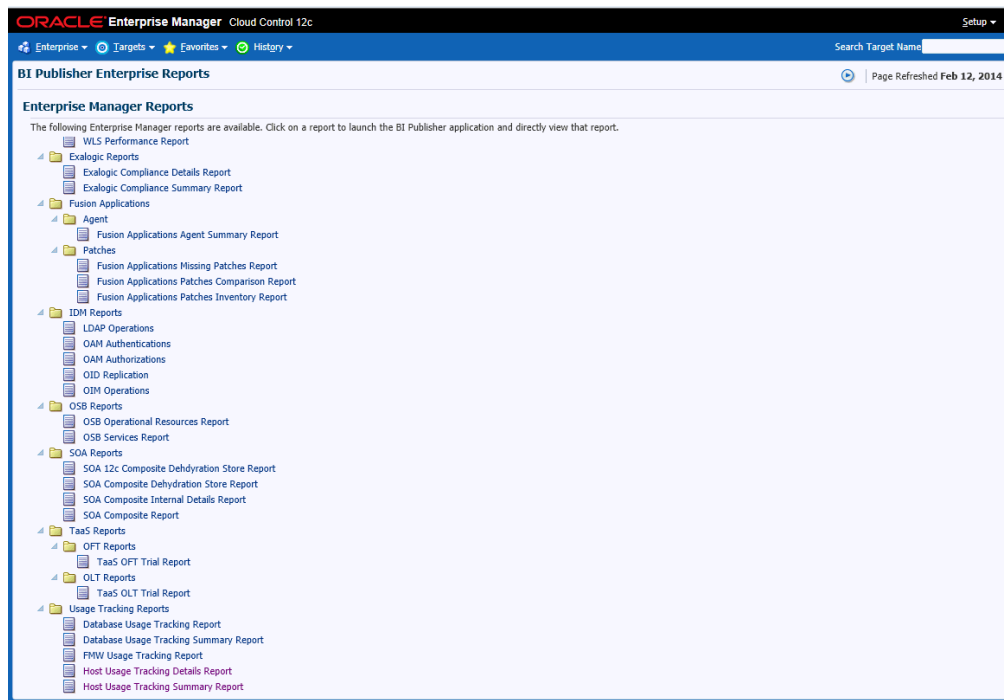 ORACLE Enterprise Manager Cloud Control 12c Setup
Enterprise Targets Favorites History Search Target Name
BI Publisher Enterprise Reports Page Refreshed Feb 12, 2014
Enterprise Manager Reports
The following Enterprise Manager reports are available. Click on a report to launch the BI Publisher application and directly view that report.
WLS Performance Report
Exalogic Reports
Exalogic Compliance Details Report
Exalogic Compliance Summary Report
Fusion Applications
Agent
Fusion Applications Agent Summary Report
Patches
Fusion Applications Missing Patches Report
Fusion Applications Patches Comparison Report
Fusion Applications Patches Inventory Report
IDM Reports
LDAP Operations
OAM Authentications
OAM Authorizations
OID Replication
OIM Operations
OSB Reports
OSB Operational Resources Report
OSB Services Report
SOA Reports
SOA 12c Composite Dehdyration Store Report
SOA Composite Dehydration Store Report
SOA Composite Internal Details Report
SOA Composite Report
TaaS Reports
OFT Reports
TaaS OFT Trial Report
OLT Reports
TaaS OLT Trial Report
Usage Tracking Reports
Database Usage Tracking Report
Database Usage Tracking Summary Report
FMW Usage Tracking Report
Host Usage Tracking Details Report
Host Usage Tracking Summary Report